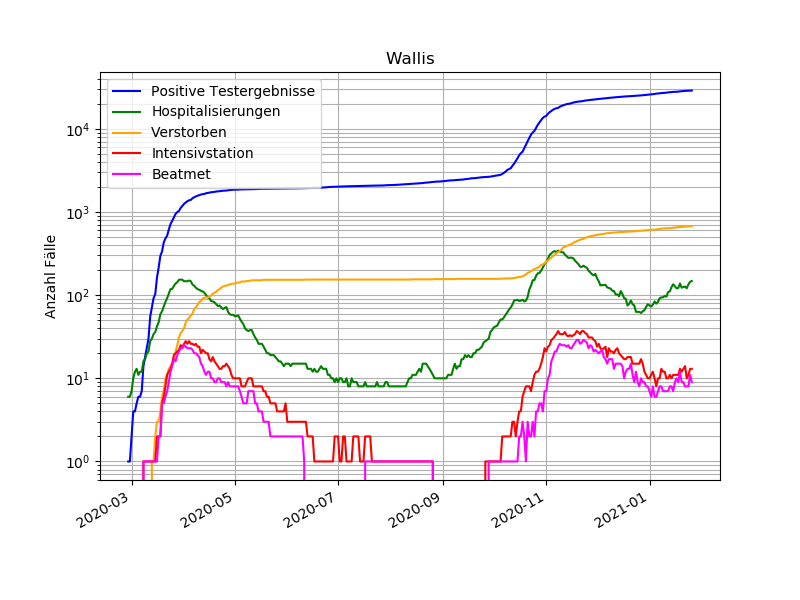 Wallis
Positive Testergebnisse
Hospitalisierungen
Verstorben
Intensivstation
Beatmet
Anzahl Fälle
10⁴
10³
10²
10¹
10⁰
2020-03
2020-05
2020-07
2020-09
2020-11
2021-01